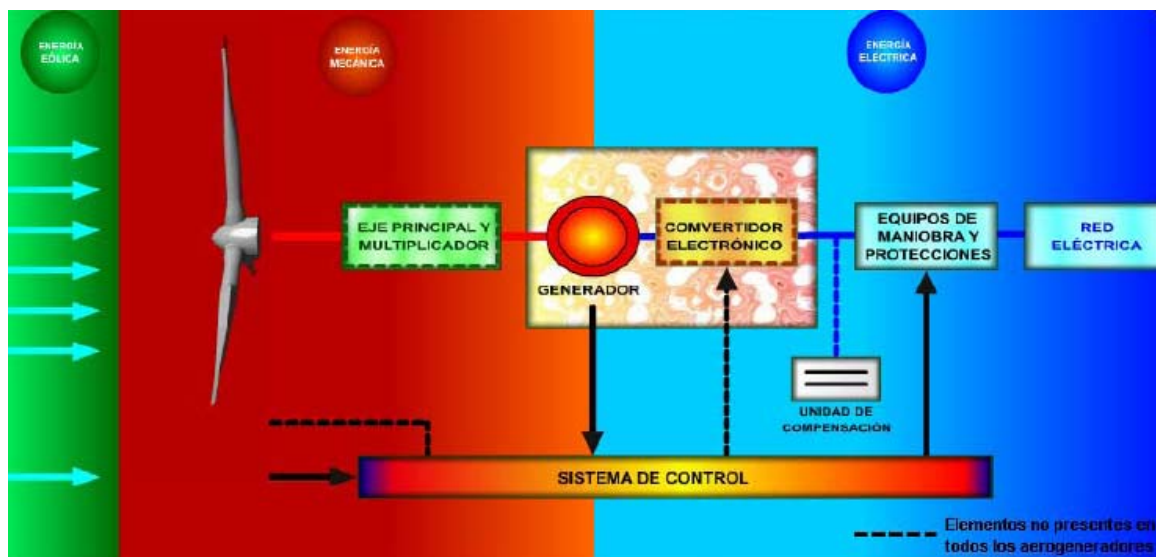 ENERGÍA
EÓLICA
ENERGÍA
MECÁNICA
ENERGÍA
ELÉCTRICA
EJE PRINCIPAL Y
MULTIPLICADOR
GENERADOR
COMVERTIDOR
ELECTRÓNICO
EQUIPOS DE
MANIOBRA Y
PROTECCIONES
RED
ELÉCTRICA
UNIDAD DE
COMPENSACIÓN
SISTEMA DE CONTROL
Elementos no presentes en
todos los aerogeneradores